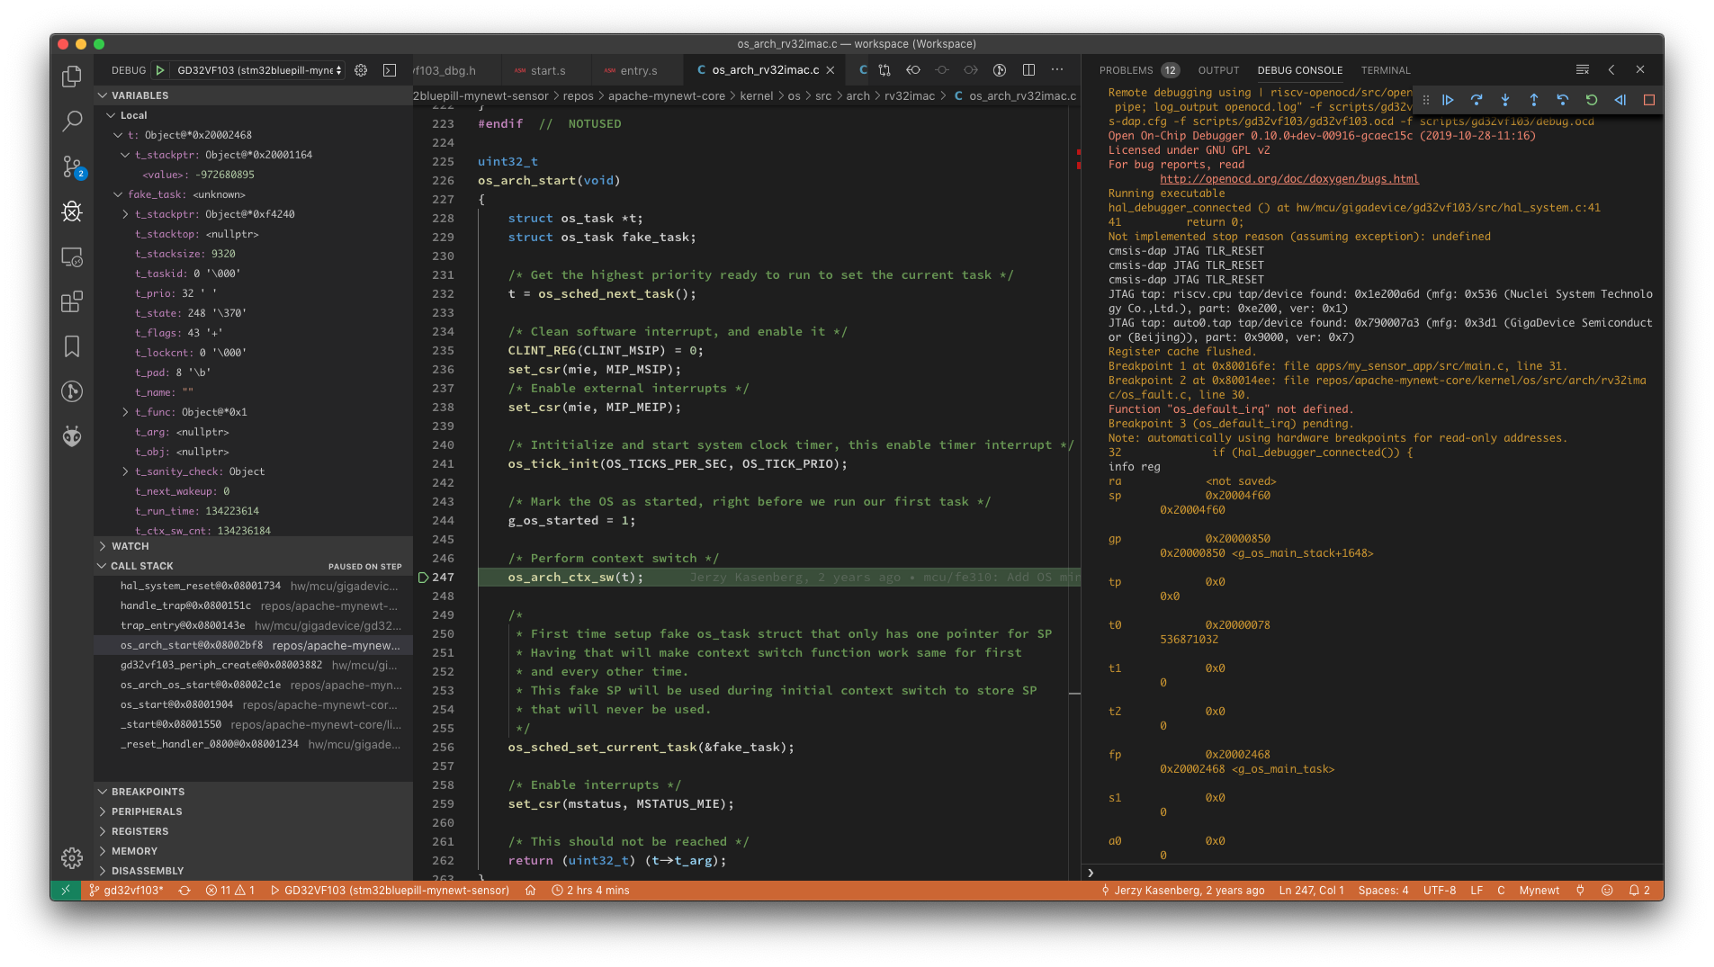 os_arch_rv32imac.c — workspace (Workspace)
DEBUG GD32VF103 (stm32bluepill-myne
VARIABLES
Local
t: Object@*0x20002468
t_stackptr: Object@*0x20001164
<value>: -972680895
fake_task: <unknown>
t_stackptr: Object@*0xf4240
t_stacktop: <nullptr>
t_stacksize: 9320
t_taskid: 0 '\000'
t_prio: 32 ' '
t_state: 248 '\370'
t_flags: 43 '+'
t_lockcnt: 0 '\000'
t_pad: 8 '\b'
t_name: ""
t_func: Object@*0x1
t_arg: <nullptr>
t_obj: <nullptr>
t_sanity_check: Object
t_next_wakeup: 0
t_run_time: 134223614
t_ctx_sw_cnt: 134236184
WATCH
CALL STACK PAUSED ON STEP
hal_system_reset@0x08001734 hw/mcu/gigadevic...
handle_trap@0x0800151c repos/apache-mynewt-...
trap_entry@0x0800143e hw/mcu/gigadevice/gd32...
os_arch_start@0x08002bf8 repos/apache-mynew...
gd32vf103_periph_create@0x08003882 hw/mcu/gi...
os_arch_os_start@0x08002c1e repos/apache-myn...
os_start@0x08001904 repos/apache-mynewt-cor...
_start@0x08001550 repos/apache-mynewt-core/li...
_reset_handler_0800@0x08001234 hw/mcu/gigade...
BREAKPOINTS
PERIPHERALS
REGISTERS
MEMORY
DISASSEMBLY
2
vf103_dbg.h start.s entry.s C os_arch_rv32imac.c C
2bluepill-mynewt-sensor > repos > apache-mynewt-core > kernel > os > src > arch > rv32imac > C os_arch_rv32imac.c
222 }
223 #endif // NOTUSED
224
225 uint32_t
226 os_arch_start(void)
227 {
228 struct os_task *t;
229 struct os_task fake_task;
230
231 /* Get the highest priority ready to run to set the current task */
232 t = os_sched_next_task();
233
234 /* Clean software interrupt, and enable it */
235 CLINT_REG(CLINT_MSIP) = 0;
236 set_csr(mie, MIP_MSIP);
237 /* Enable external interrupts */
238 set_csr(mie, MIP_MEIP);
239
240 /* Intitialize and start system clock timer, this enable timer interrupt */
241 os_tick_init(OS_TICKS_PER_SEC, OS_TICK_PRIO);
242
243 /* Mark the OS as started, right before we run our first task */
244 g_os_started = 1;
245
246 /* Perform context switch */
247 os_arch_ctx_sw(t); Jerzy Kasenberg, 2 years ago • mcu/fe310: Add OS min
248
249 /*
250 * First time setup fake os_task struct that only has one pointer for SP
251 * Having that will make context switch function work same for first
252 * and every other time.
253 * This fake SP will be used during initial context switch to store SP
254 * that will never be used.
255 */
256 os_sched_set_current_task(&fake_task);
257
258 /* Enable interrupts */
259 set_csr(mstatus, MSTATUS_MIE);
260
261 /* This should not be reached */
262 return (uint32_t) (t->t_arg);
263 }
PROBLEMS 12 OUTPUT DEBUG CONSOLE TERMINAL
Remote debugging using | riscv-openocd/src/open
pipe; log_output openocd.log" -f scripts/gd32v
s-dap.cfg -f scripts/gd32vf103/gd32vf103.ocd -f scripts/gd32vf103/debug.ocd
Open On-Chip Debugger 0.10.0+dev-00916-gcaec15c (2019-10-28-11:16)
Licensed under GNU GPL v2
For bug reports, read
http://openocd.org/doc/doxygen/bugs.html
Running executable
hal_debugger_connected () at hw/mcu/gigadevice/gd32vf103/src/hal_system.c:41
41 return 0;
Not implemented stop reason (assuming exception): undefined
cmsis-dap JTAG TLR_RESET
cmsis-dap JTAG TLR_RESET
cmsis-dap JTAG TLR_RESET
JTAG tap: riscv.cpu tap/device found: 0x1e200a6d (mfg: 0x536 (Nuclei System Technolo
gy Co.,Ltd.), part: 0xe200, ver: 0x1)
JTAG tap: auto0.tap tap/device found: 0x790007a3 (mfg: 0x3d1 (GigaDevice Semiconduct
or (Beijing)), part: 0x9000, ver: 0x7)
Register cache flushed.
Breakpoint 1 at 0x80016fe: file apps/my_sensor_app/src/main.c, line 31.
Breakpoint 2 at 0x80014ee: file repos/apache-mynewt-core/kernel/os/src/arch/rv32ima
c/os_fault.c, line 30.
Function "os_default_irq" not defined.
Breakpoint 3 (os_default_irq) pending.
Note: automatically using hardware breakpoints for read-only addresses.
32 if (hal_debugger_connected()) {
info reg
ra <not saved>
sp 0x20004f60
0x20004f60
gp 0x20000850
0x20000850 <g_os_main_stack+1648>
tp 0x0
0x0
t0 0x20000078
536871032
t1 0x0
0
t2 0x0
0
fp 0x20002468
0x20002468 <g_os_main_task>
s1 0x0
0
a0 0x0
0
gd32vf103* 11 1 GD32VF103 (stm32bluepill-mynewt-sensor) 2 hrs 4 mins Jerzy Kasenberg, 2 years ago Ln 247, Col 1 Spaces: 4 UTF-8 LF C Mynewt 2